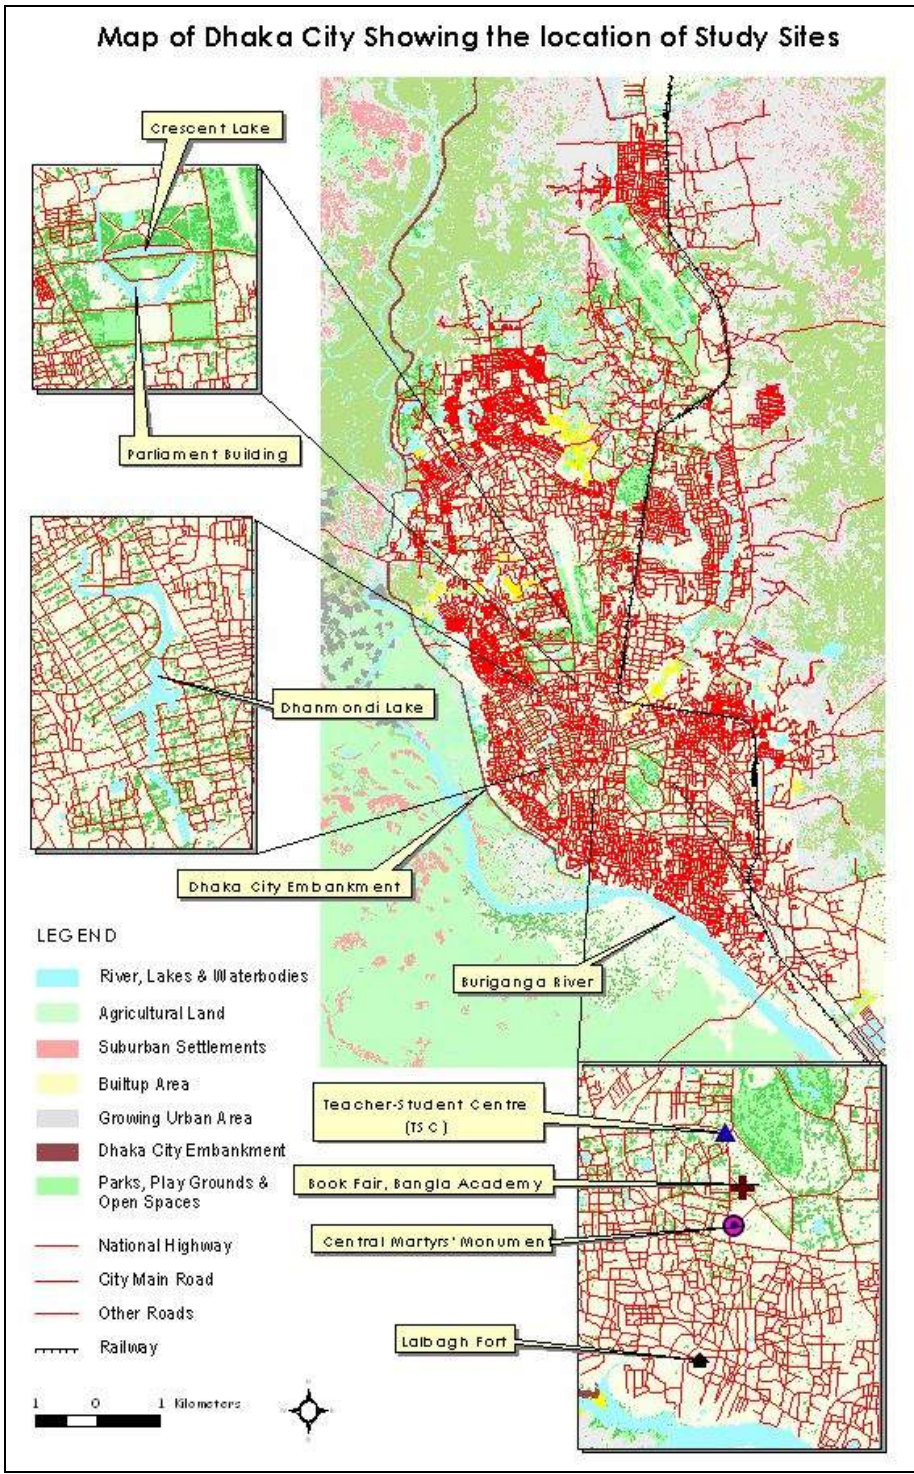 Map of Dhaka City Showing the location of Study Sites
Crescent Lake
Parliament Building
Dhanmondi Lake
Dhaka City Embankment
Buriganga River
LEGEND
River, Lakes & Waterbodies
Agricultural Land
Suburban Settlements
Builtup Area
Growing Urban Area
Dhaka City Embankment
Parks, Play Grounds &
Open Spaces
National Highway
City Main Road
Other Roads
Railway
1 0 1 Kilometers
Teacher-Student Centre
(TSC)
Book Fair, Bangla Academy
Central Martyrs' Monument
Lalbagh Fort